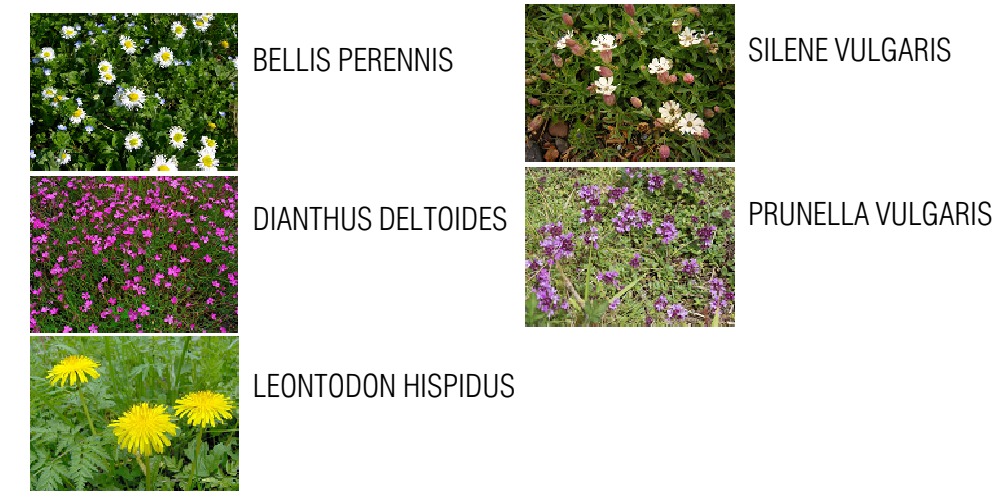 BELLIS PERENNIS
DIANTHUS DELTOIDES
LEONTODON HISPIDUS
SILENE VULGARIS
PRUNELLA VULGARIS